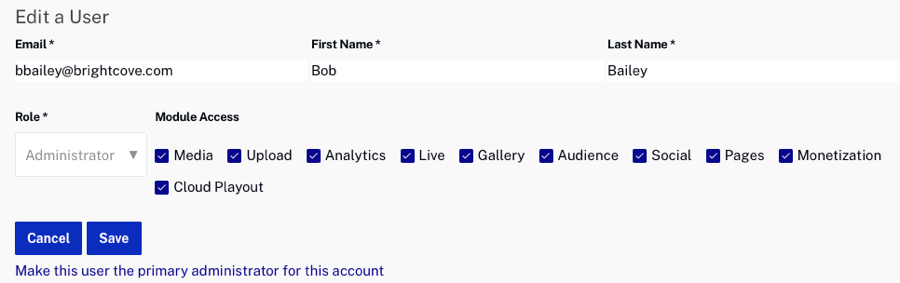 Edit a User
Email * First Name * Last Name *
bbailey@brightcove.com Bob Bailey
Role * Module Access
Administrator Media Upload Analytics Live Gallery Audience Social Pages Monetization
Cloud Playout
Cancel Save
Make this user the primary administrator for this account